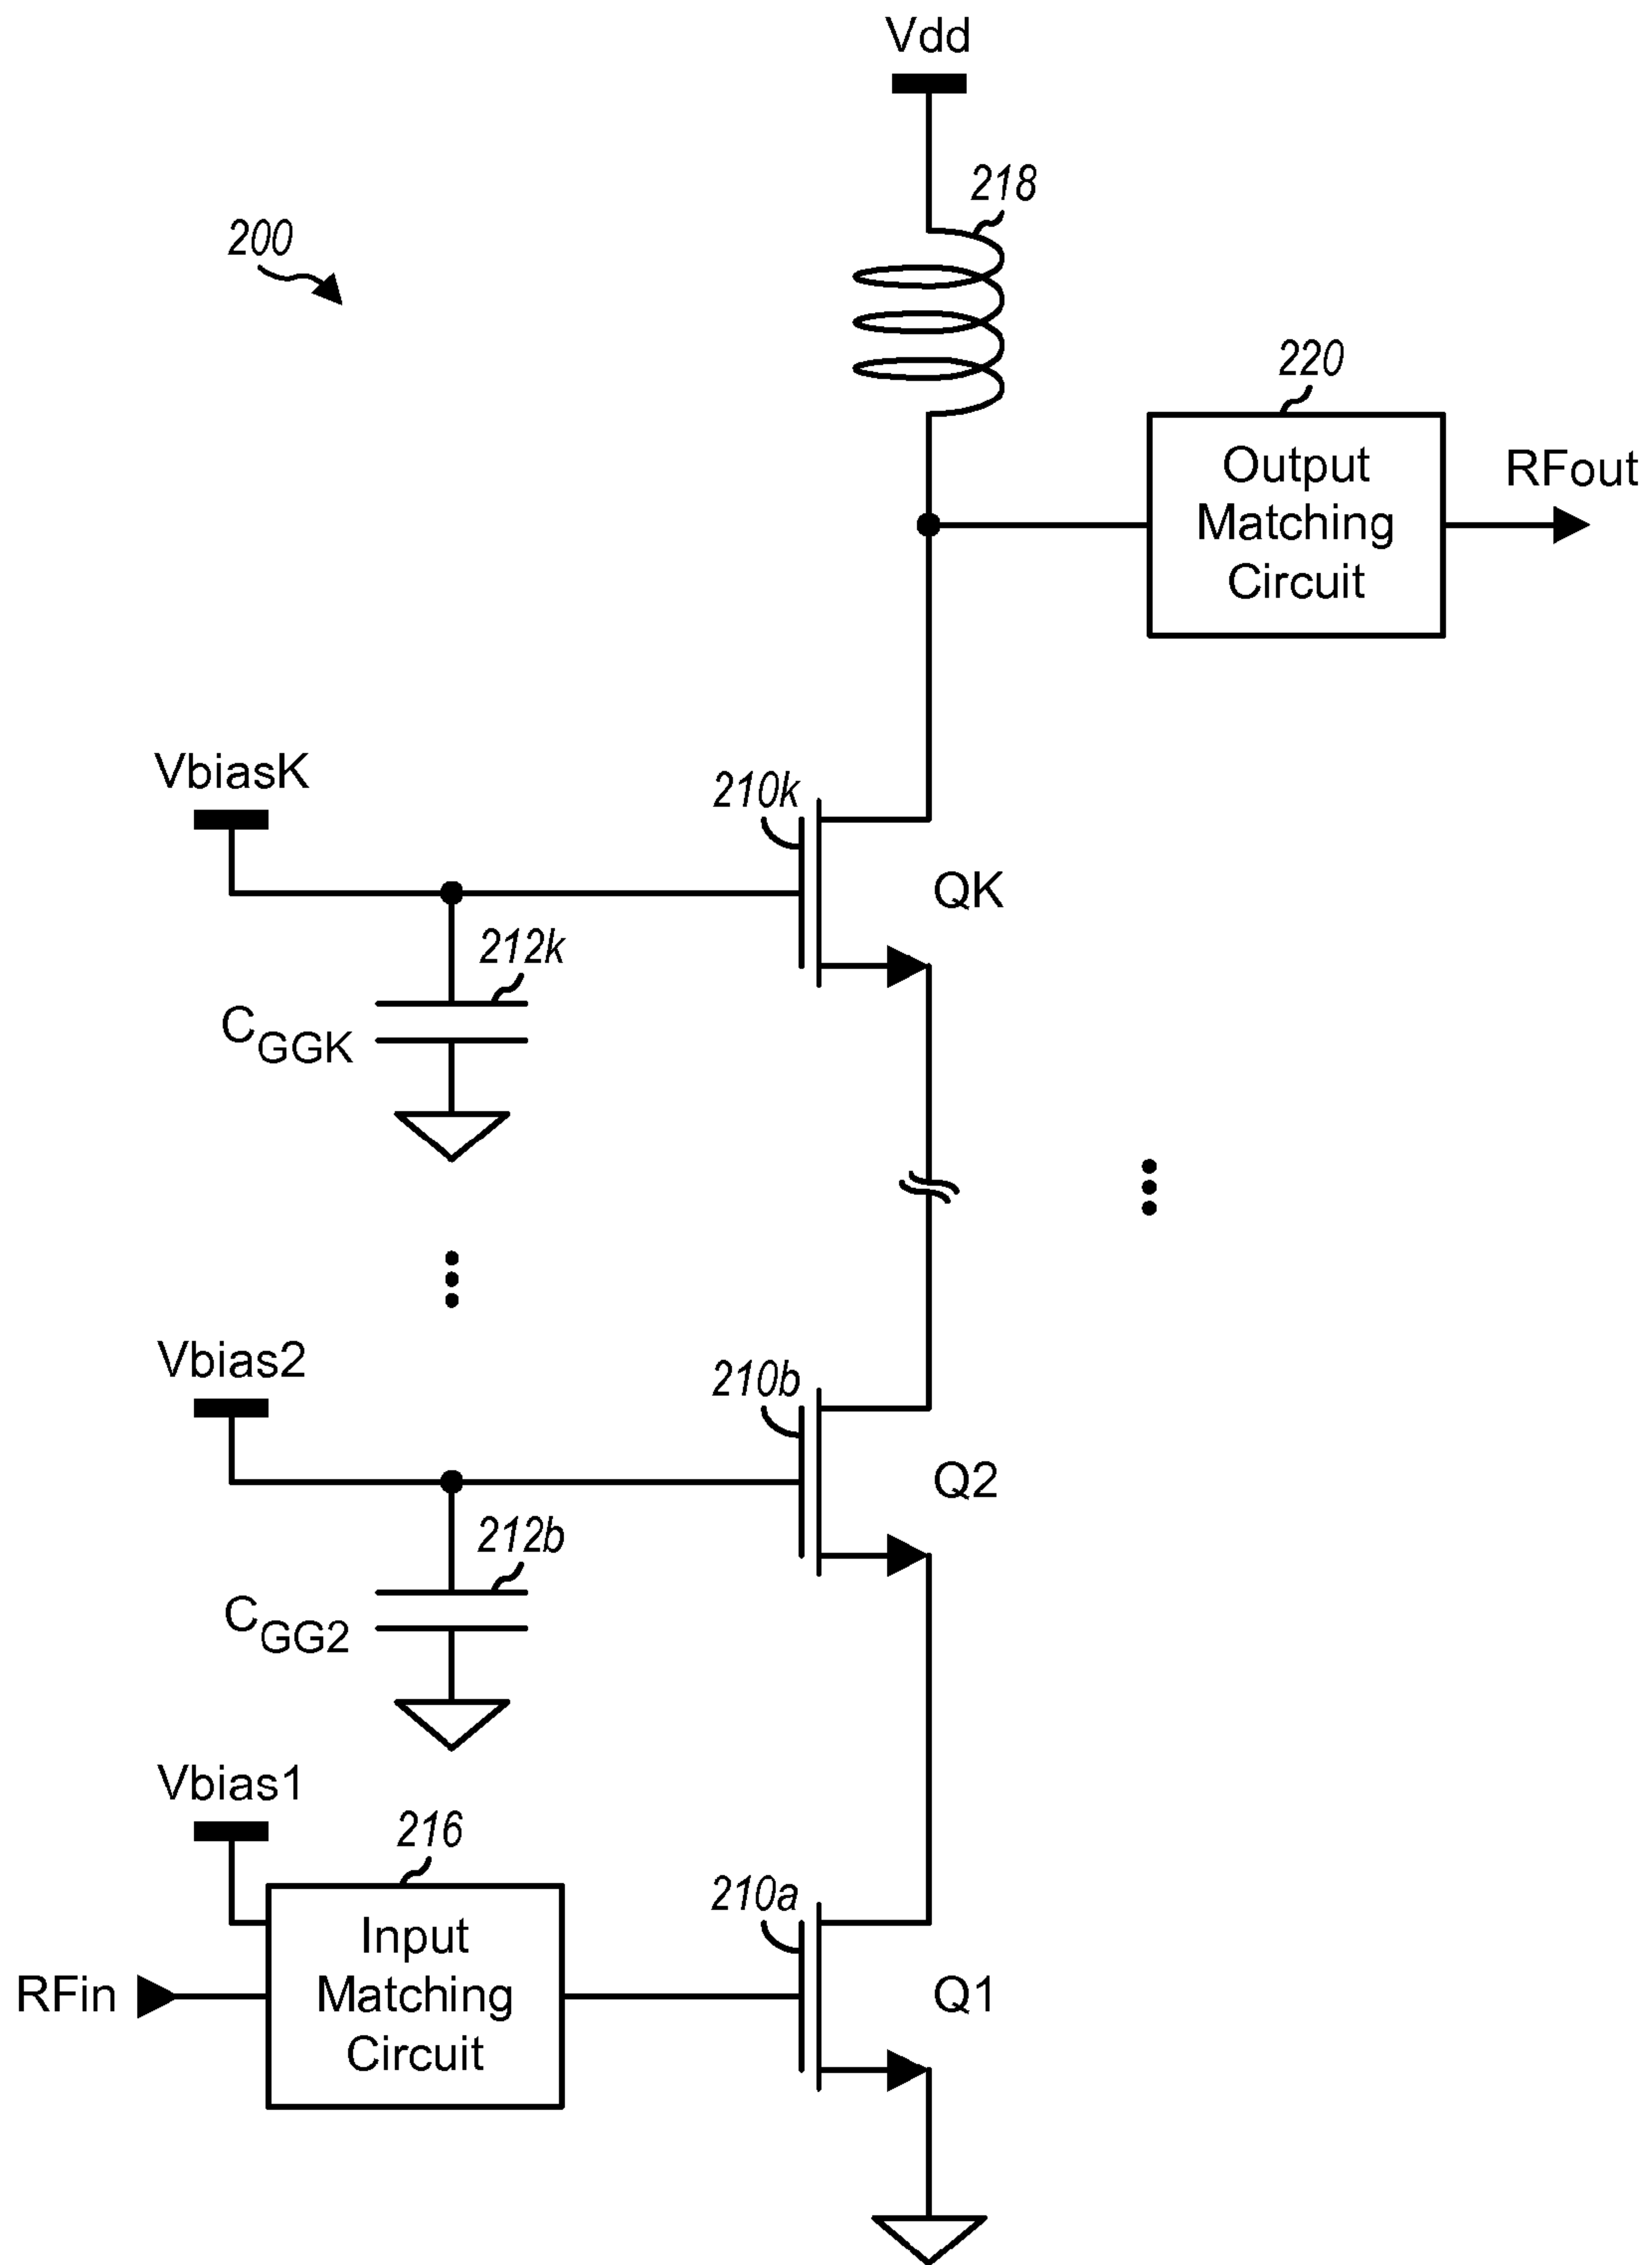 Vdd
218
200
220
Output
Matching
Circuit
RFout
VbiasK
210k
QK
212k
CGGK
Vbias2
210b
Q2
212b
CGG2
Vbias1
216
210a
Input
Matching
Circuit
RFin
Q1